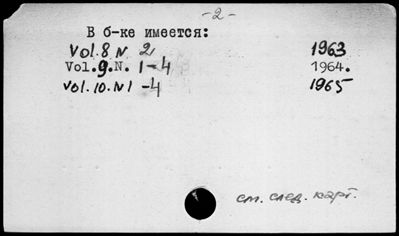 -2-
В б-ке имеется:
Vol. 8 N 2 1963
Vol. 9. N. 1-4 1964.
Vol. 10. N 1-4 1965
см. след. карт.